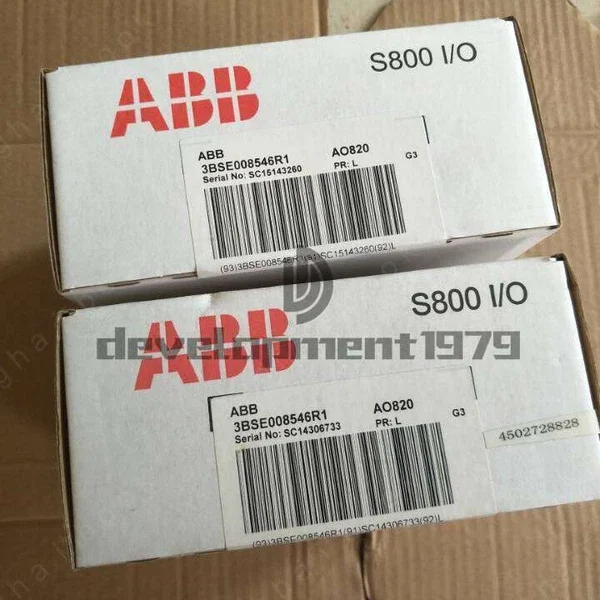 ABB
S800 I/O
ABB
AO820
3BSE008546R1
PR: L
G3
Serial No: SC15143260
(93)3BSE008546R1(91)SC15143260(92)L
development1979
ABB
S800 I/O
ABB
AO820
3BSE008546R1
PR: L
G3
Serial No: SC14306733
4502728828
(93)3BSE008546R1(91)SC14306733(92)L